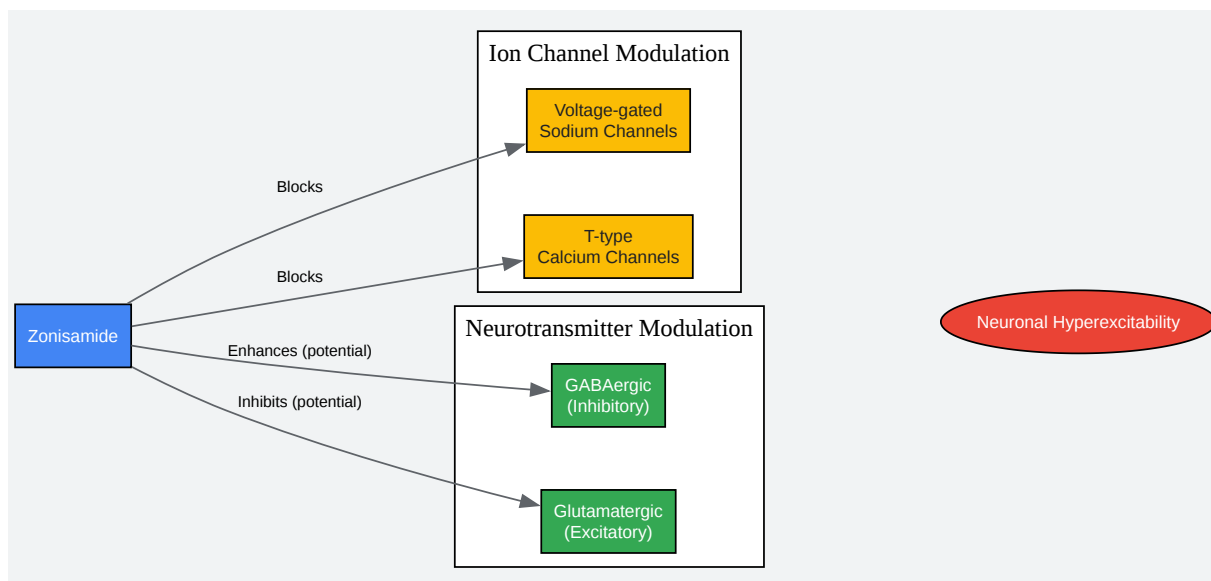 Ion Channel Modulation
Voltage-gated
Sodium Channels
Blocks
T-type
Calcium Channels
Blocks
Zonisamide
Neurotransmitter Modulation
Neuronal Hyperexcitability
Enhances (potential)
GABAergic
(Inhibitory)
Inhibits (potential)
Glutamatergic
(Excitatory)